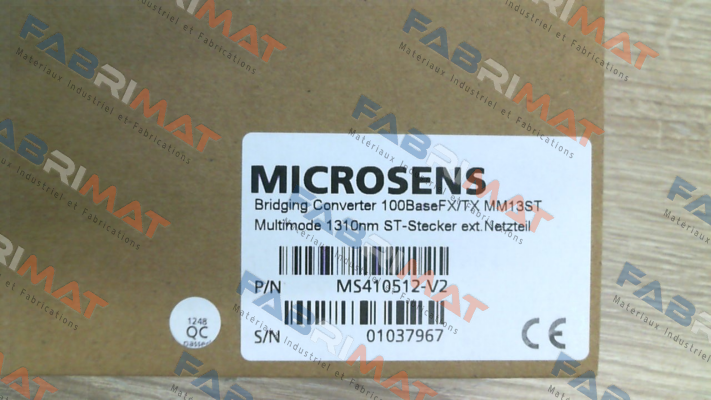 MICROSENS
Bridging Converter 100BaseFX/TX MM13ST
Multimode 1310nm ST-Stecker ext.Netzteil
P/N MS410512-V2
S/N 01037967
CE
1248
QC
passed
FABRIMAT
Materiaux Industriel et Fabrications